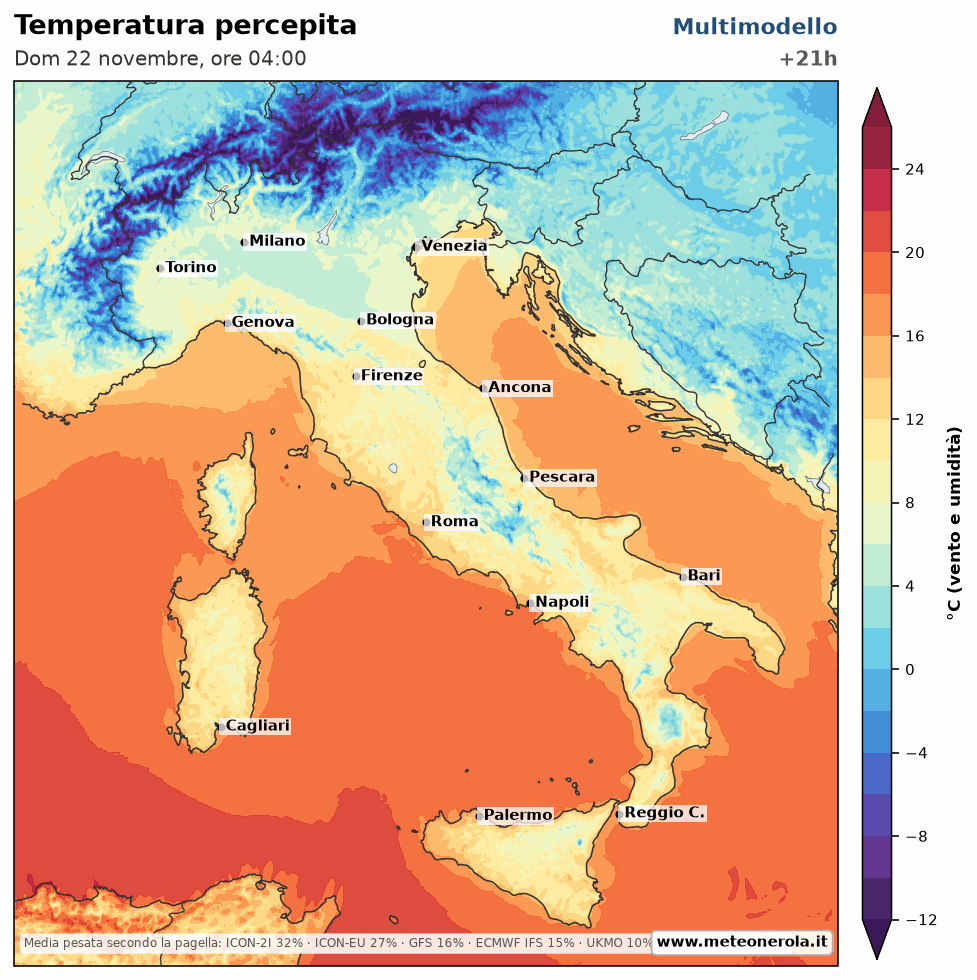 Temperatura percepita
Multimodello
Dom 22 novembre, ore 04:00
+21h
Milano
Venezia
Torino
Genova
Bologna
Firenze
Ancona
Pescara
Roma
Bari
Napoli
Cagliari
Palermo
Reggio C.
24
20
16
12
8
4
0
−4
−8
−12
°C (vento e umidità)
Media pesata secondo la pagella: ICON-2I 32% · ICON-EU 27% · GFS 16% · ECMWF IFS 15% · UKMO 10%
www.meteonerola.it